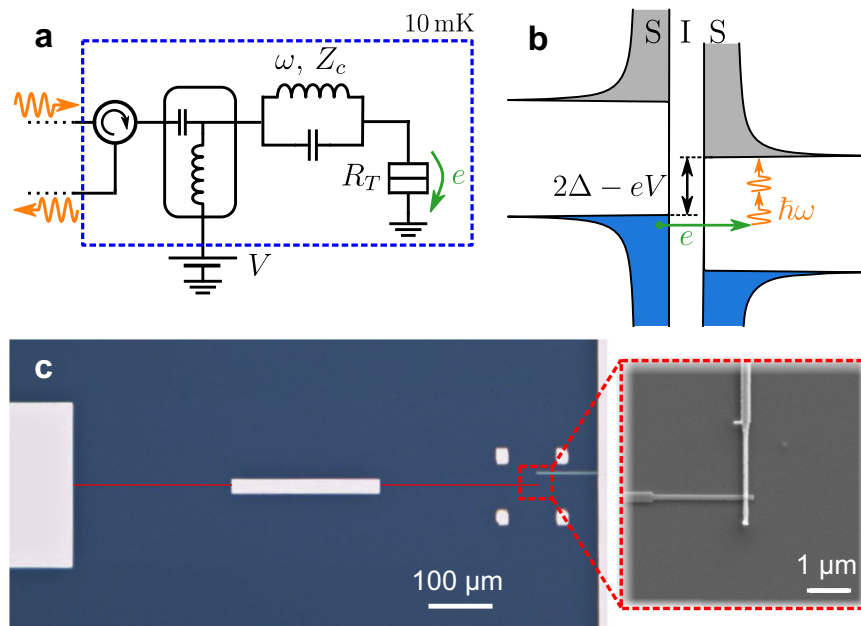 a
10 mK
ω, Z_c
R_T
e
V
b
S I S
2Δ − eV
ħω
e
c
100 µm
1 µm